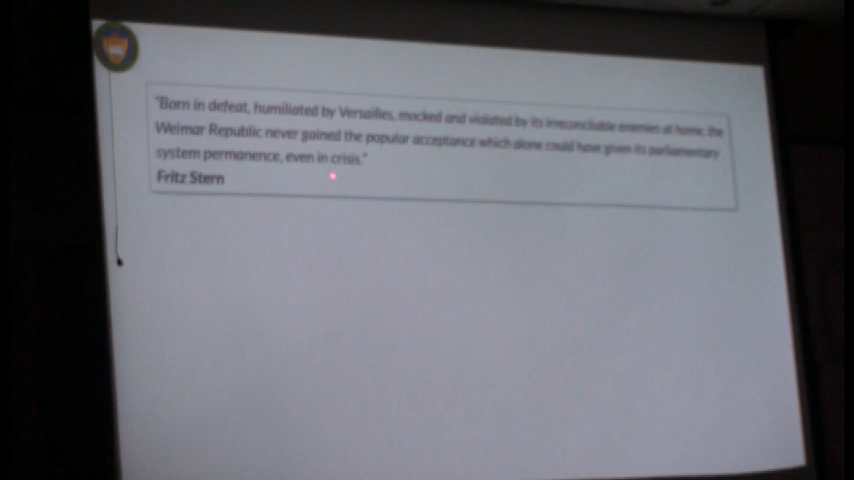 "Born in defeat, humiliated by Versailles, mocked and violated by its irreconcilable enemies at home, the
Weimar Republic never gained the popular acceptance which alone could have given its parliamentary
system permanence, even in crisis."
Fritz Stern